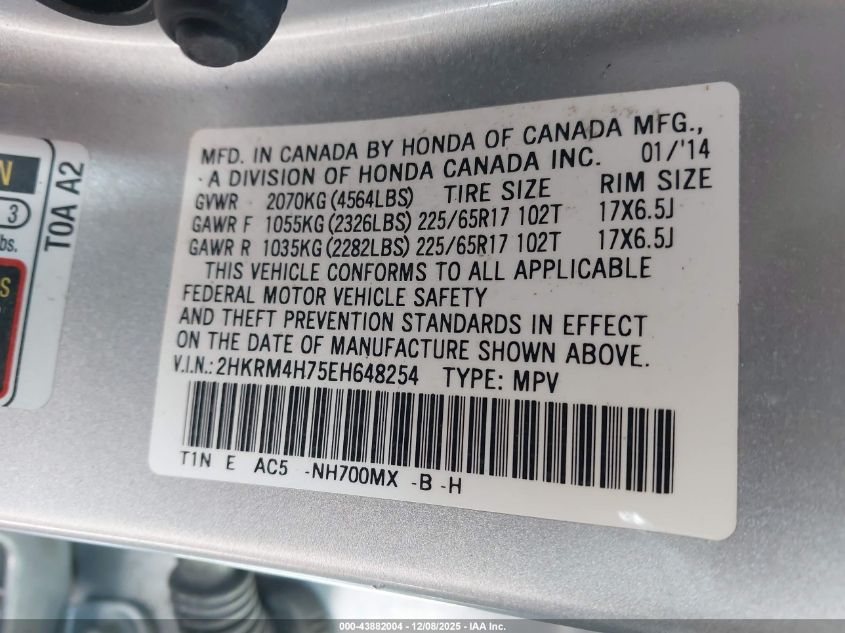 MFD. IN CANADA BY HONDA OF CANADA MFG.,
A DIVISION OF HONDA CANADA INC. 01/'14
GVWR 2070KG(4564LBS) TIRE SIZE RIM SIZE
GAWR F 1055KG(2326LBS) 225/65R17 102T 17X6.5J
GAWR R 1035KG(2282LBS) 225/65R17 102T 17X6.5J
THIS VEHICLE CONFORMS TO ALL APPLICABLE
FEDERAL MOTOR VEHICLE SAFETY
AND THEFT PREVENTION STANDARDS IN EFFECT
ON THE DATE OF MANUFACTURE SHOWN ABOVE.
V.I.N.: 2HKRM4H75EH648254 TYPE: MPV
T1N E AC5 -NH700MX -B -H
T0A A2
3
000-43882004 - 12/08/2025 - IAA Inc.